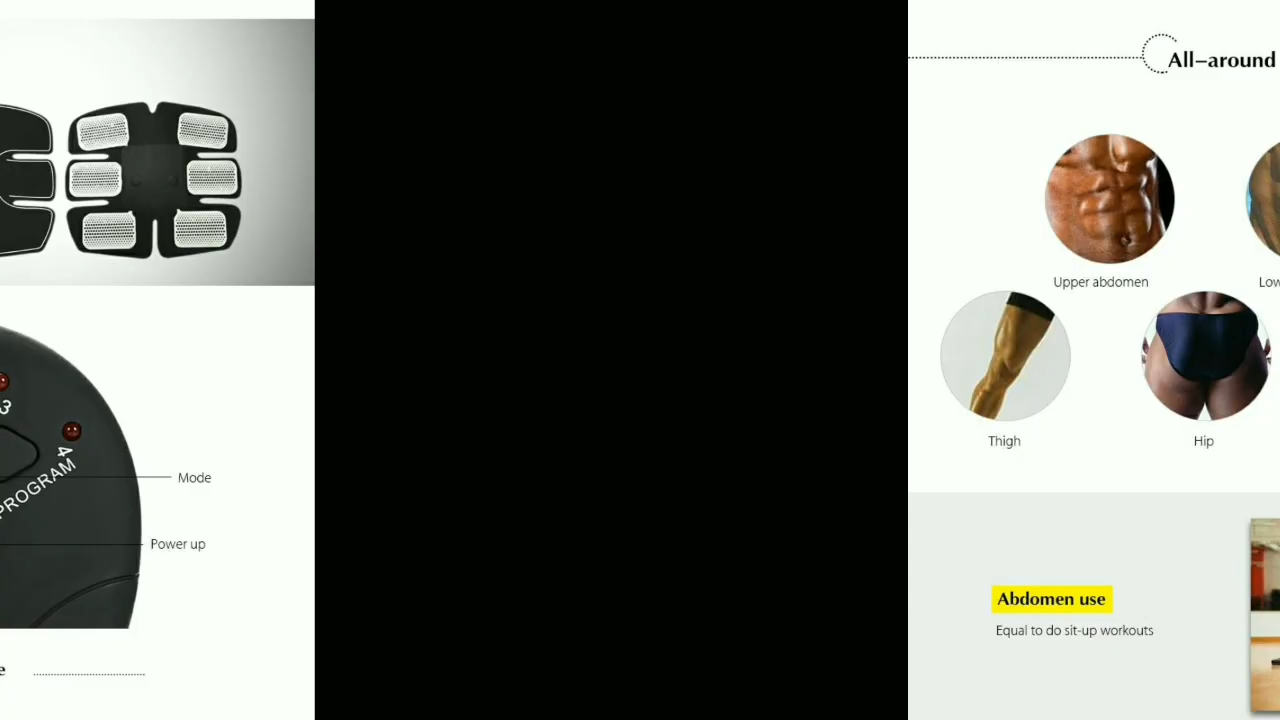 3
4
PROGRAM
Mode
Power up
e
All-around
Upper abdomen
Low
Thigh
Hip
Abdomen use
Equal to do sit-up workouts